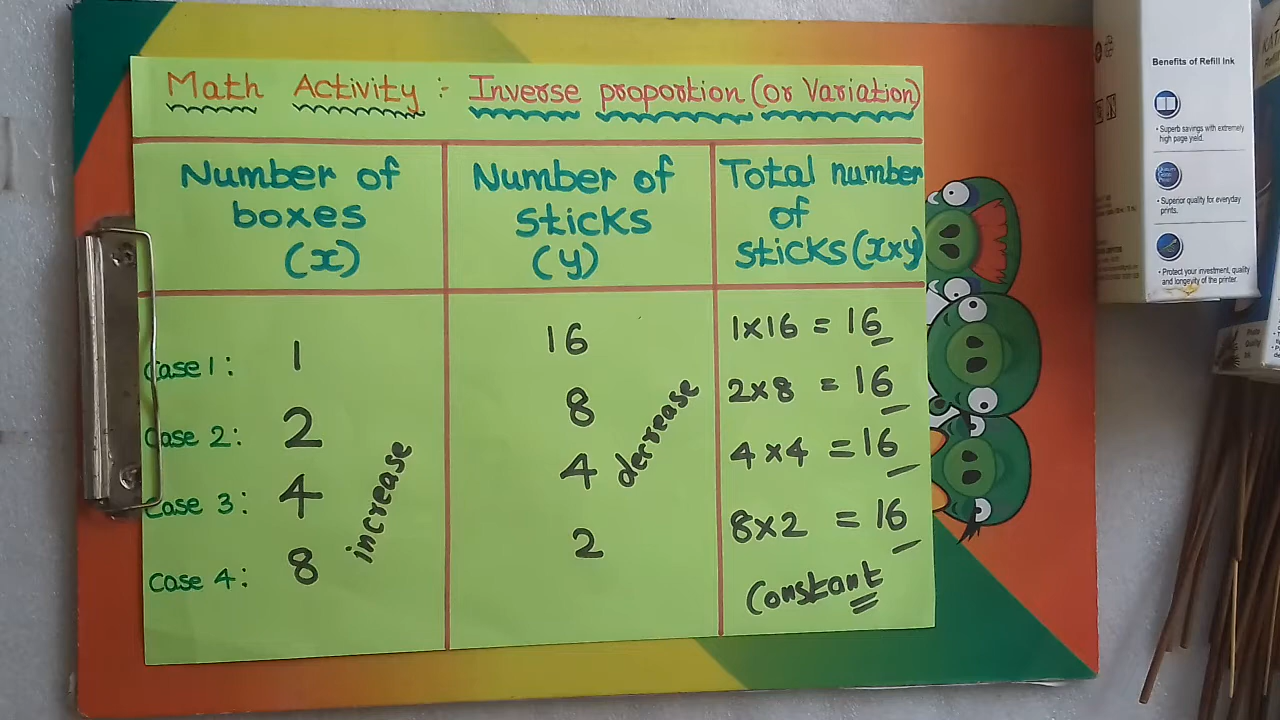 Math Activity : Inverse proportion (or Variation)
Number of boxes (x)
Number of sticks (y)
Total number of sticks (x×y)
Case 1: 1 16 1×16 = 16
Case 2: 2 8 2×8 = 16
Case 3: 4 4 4×4 = 16
Case 4: 8 2 8×2 = 16
increase
derrease
Constant
Benefits of Refill Ink
• Superb savings with extremely
high page yield.
• Superior quality for everyday
prints.
• Protect your investment, quality
and longevity of the printer.